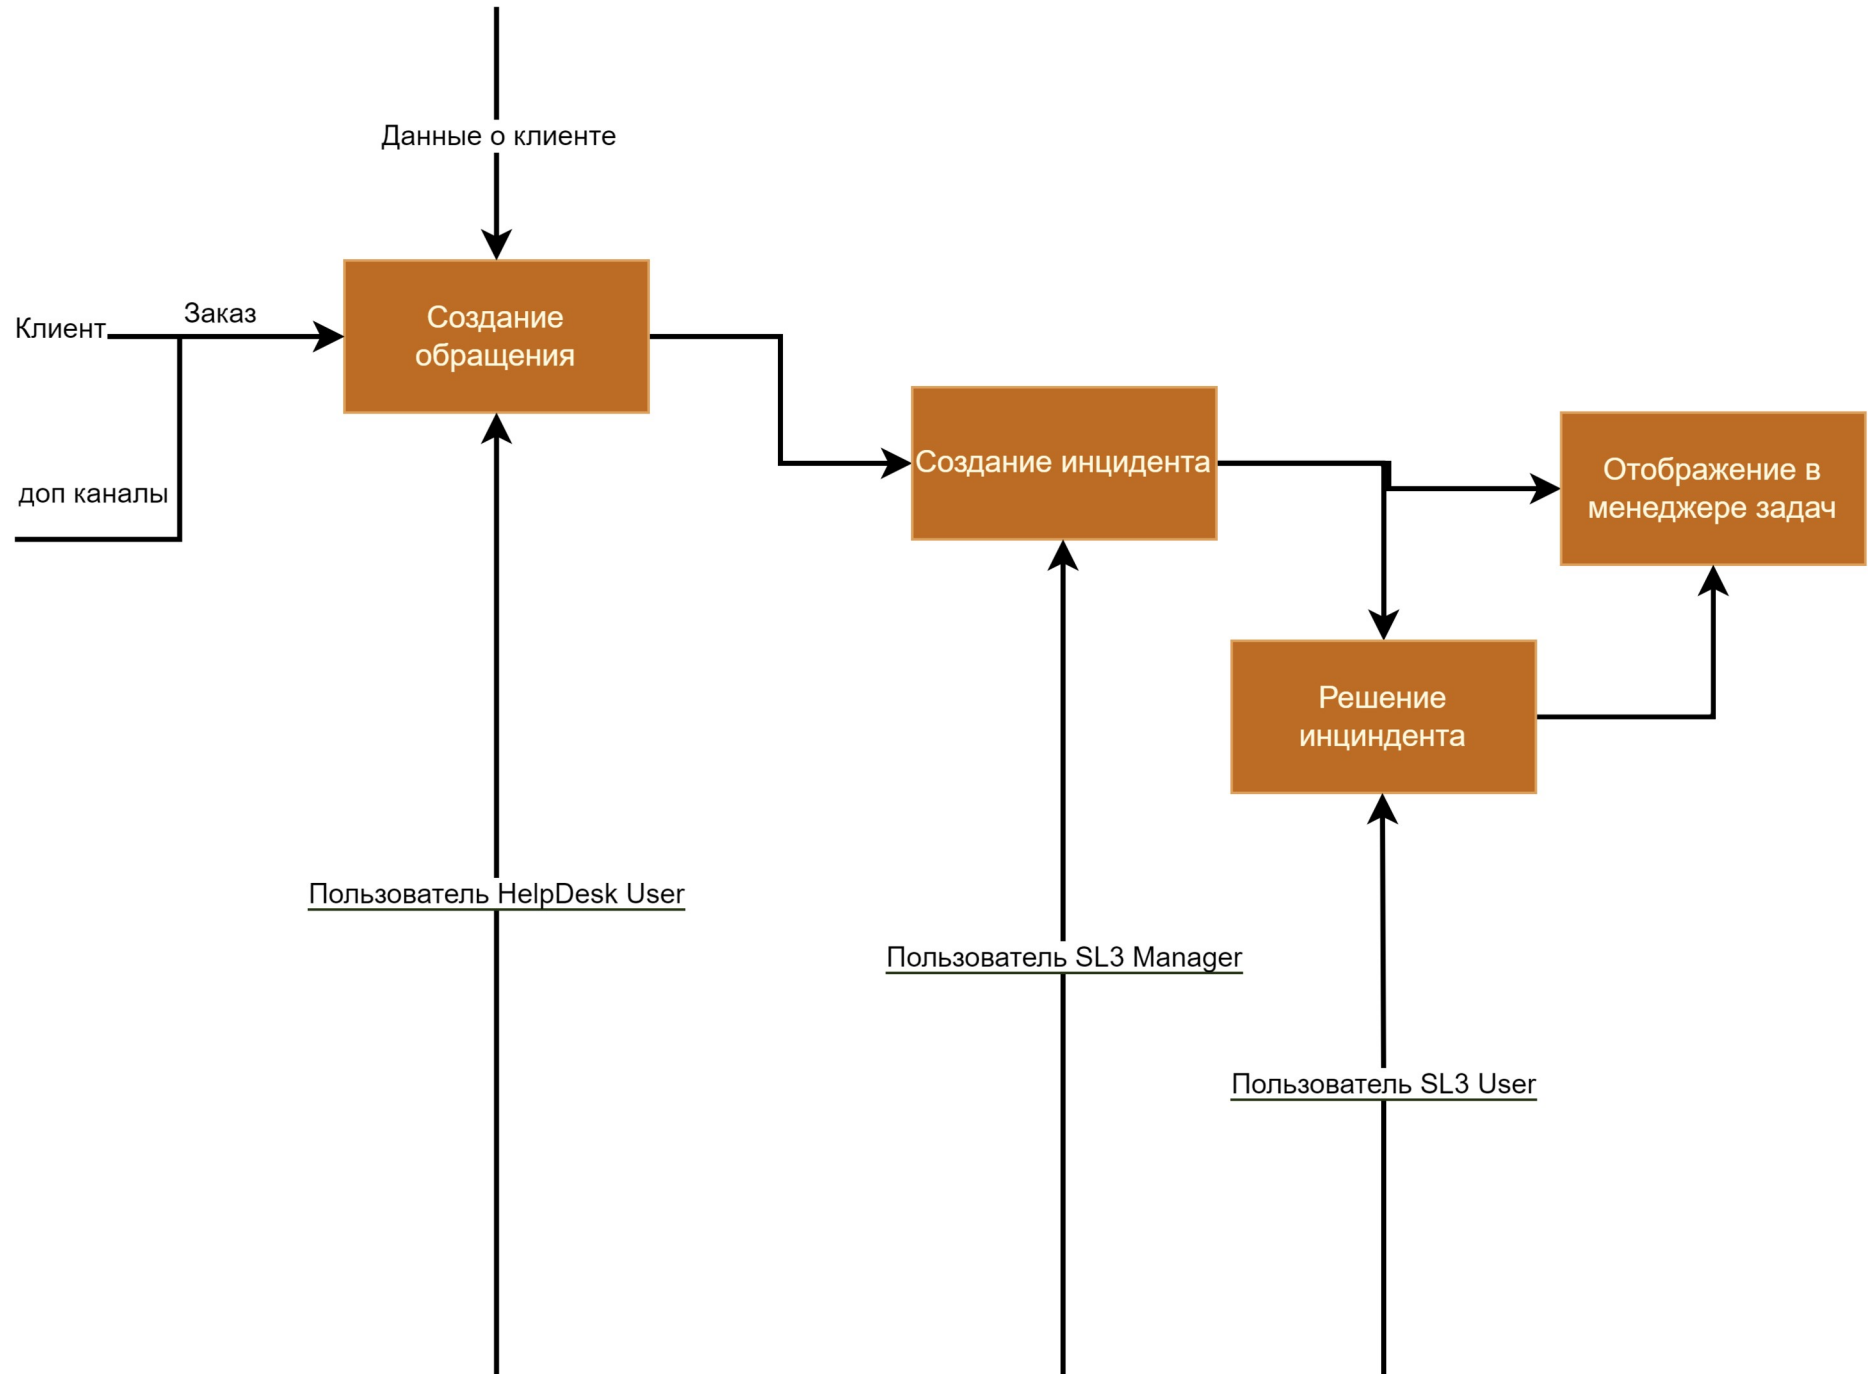 Данные о клиенте
Клиент
Заказ
Создание
обращения
доп каналы
Создание инцидента
Отображение в
менеджере задач
Решение
инциндента
Пользователь HelpDesk User
Пользователь SL3 Manager
Пользователь SL3 User